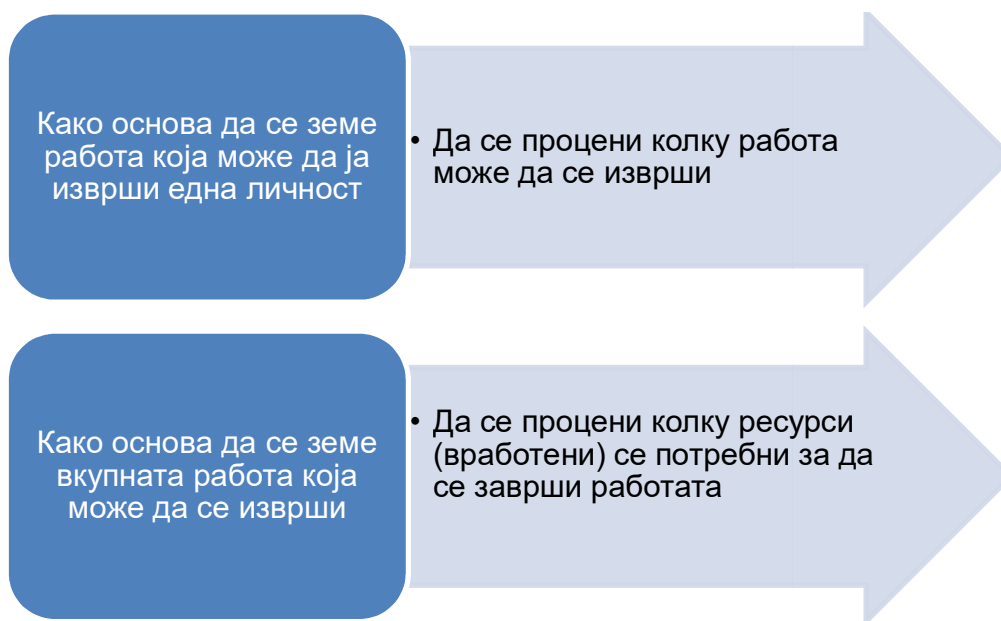 Како основа да се земе
работа која може да ја
изврши една личност
• Да се процени колку работа
може да се изврши
Како основа да се земе
вкупната работа која
може да се изврши
• Да се процени колку ресурси
(вработени) се потребни за да
се заврши работата